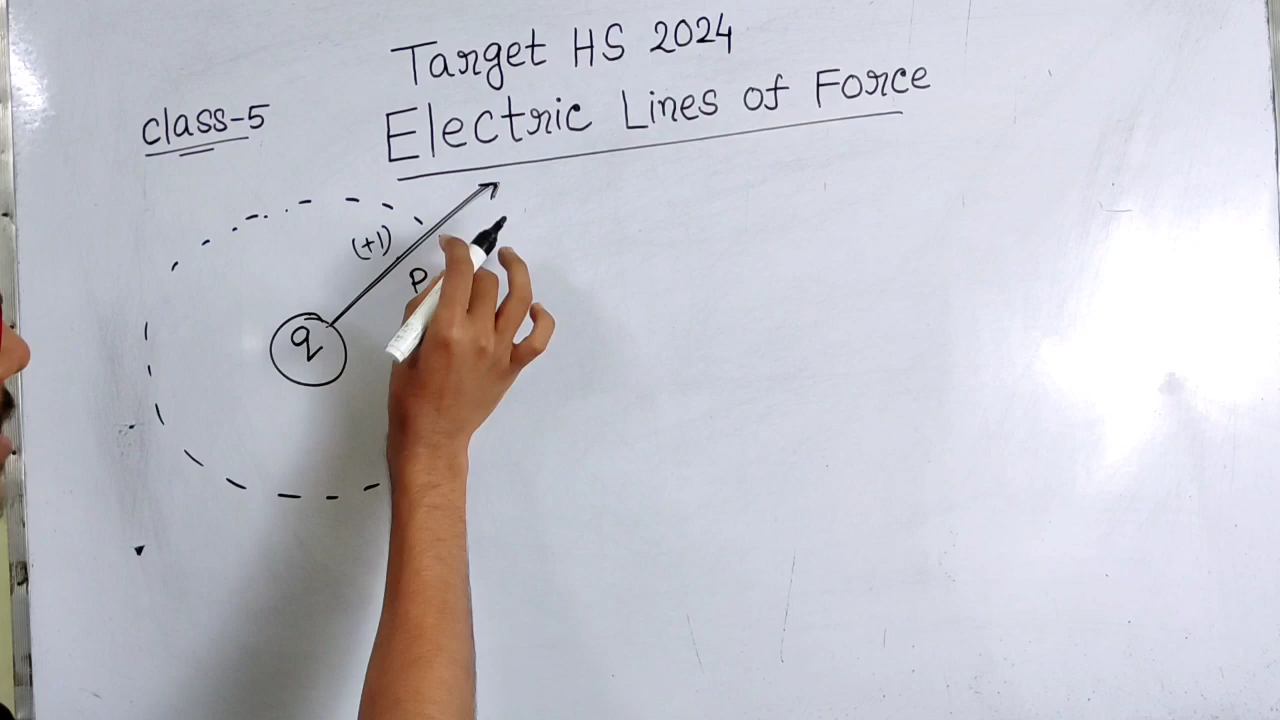 Target HS 2024
class-5
Electric Lines of Force
(+1)
P
q